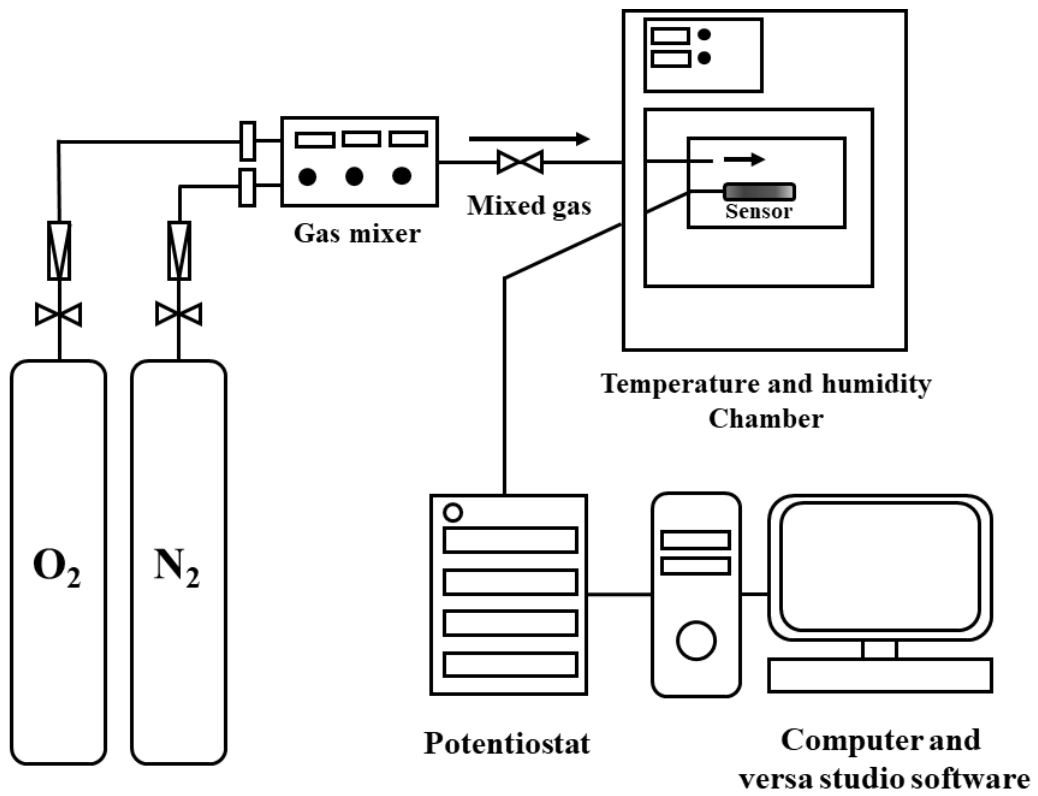 Gas mixer
Mixed gas
Sensor
Temperature and humidity
Chamber
O₂
N₂
Potentiostat
Computer and
versa studio software